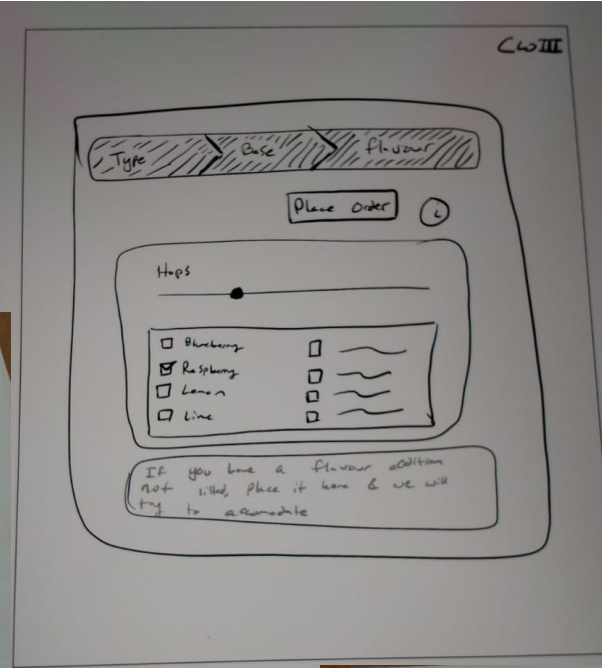 CWIII
Type Base flavour
Place Order i
Hops
Blueberry
Raspberry
Lemon
Lime
If you have a flavour addition
not listed, place it here & we will
try to accomodate